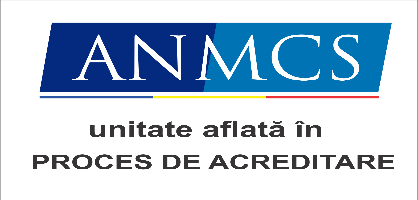 ANMCS
unitate aflată în
PROCES DE ACREDITARE